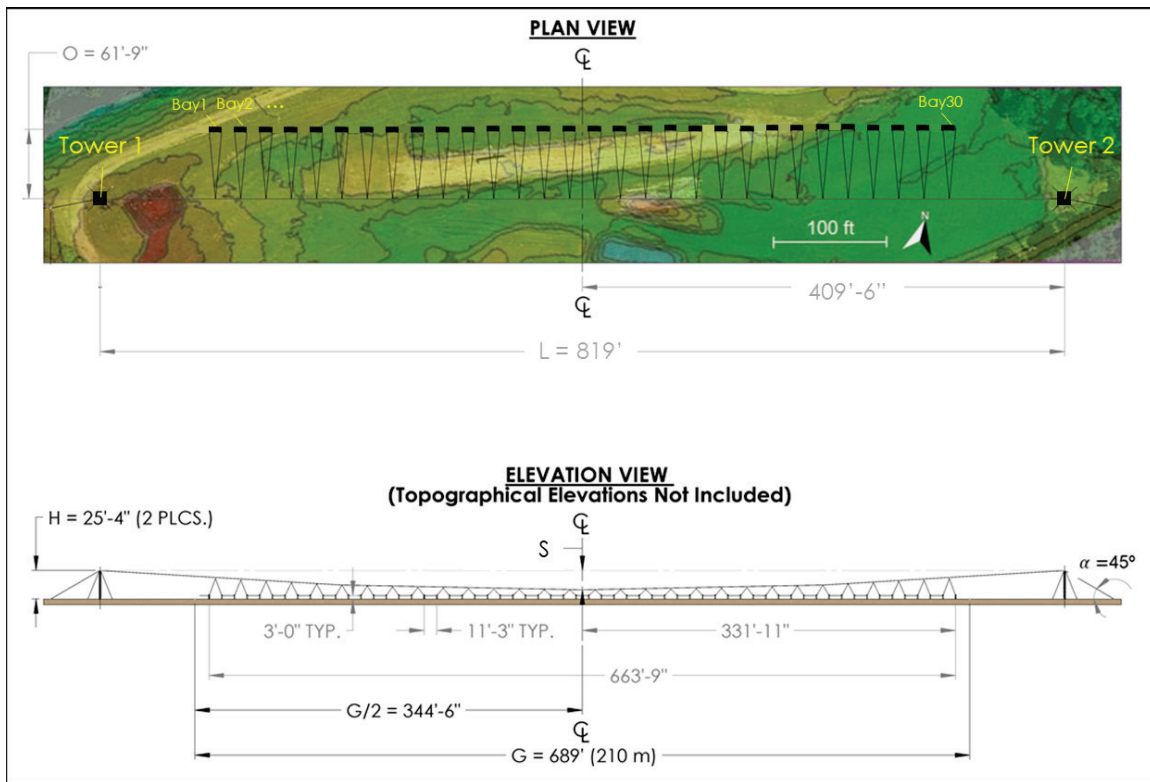 PLAN VIEW
℄
O = 61'-9"
Bay1 Bay2 ... Bay30
Tower 1 Tower 2
100 ft N
409'-6"
℄
L = 819'
ELEVATION VIEW
(Topographical Elevations Not Included)
H = 25'-4" (2 PLCS.)
℄
S
α =45°
3'-0" TYP. 11'-3" TYP. 331'-11"
663'-9"
G/2 = 344'-6"
℄
G = 689' (210 m)